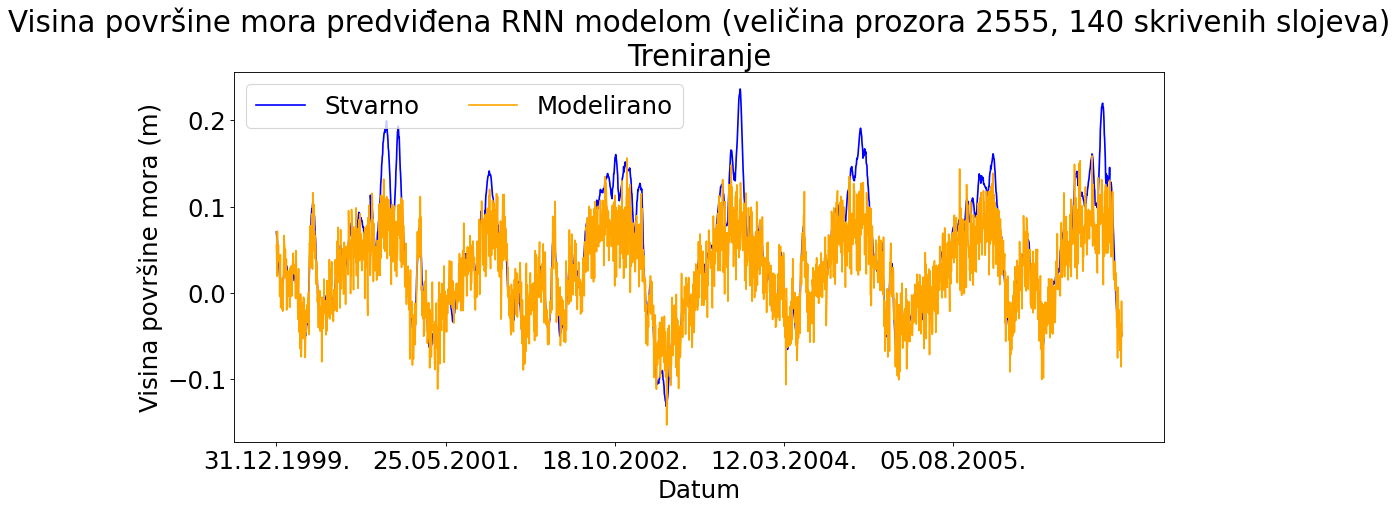 Visina površine mora predviđena RNN modelom (veličina prozora 2555, 140 skrivenih slojeva)
Treniranje
Stvarno Modelirano
Visina površine mora (m)
0.2
0.1
0.0
−0.1
31.12.1999. 25.05.2001. 18.10.2002. 12.03.2004. 05.08.2005.
Datum